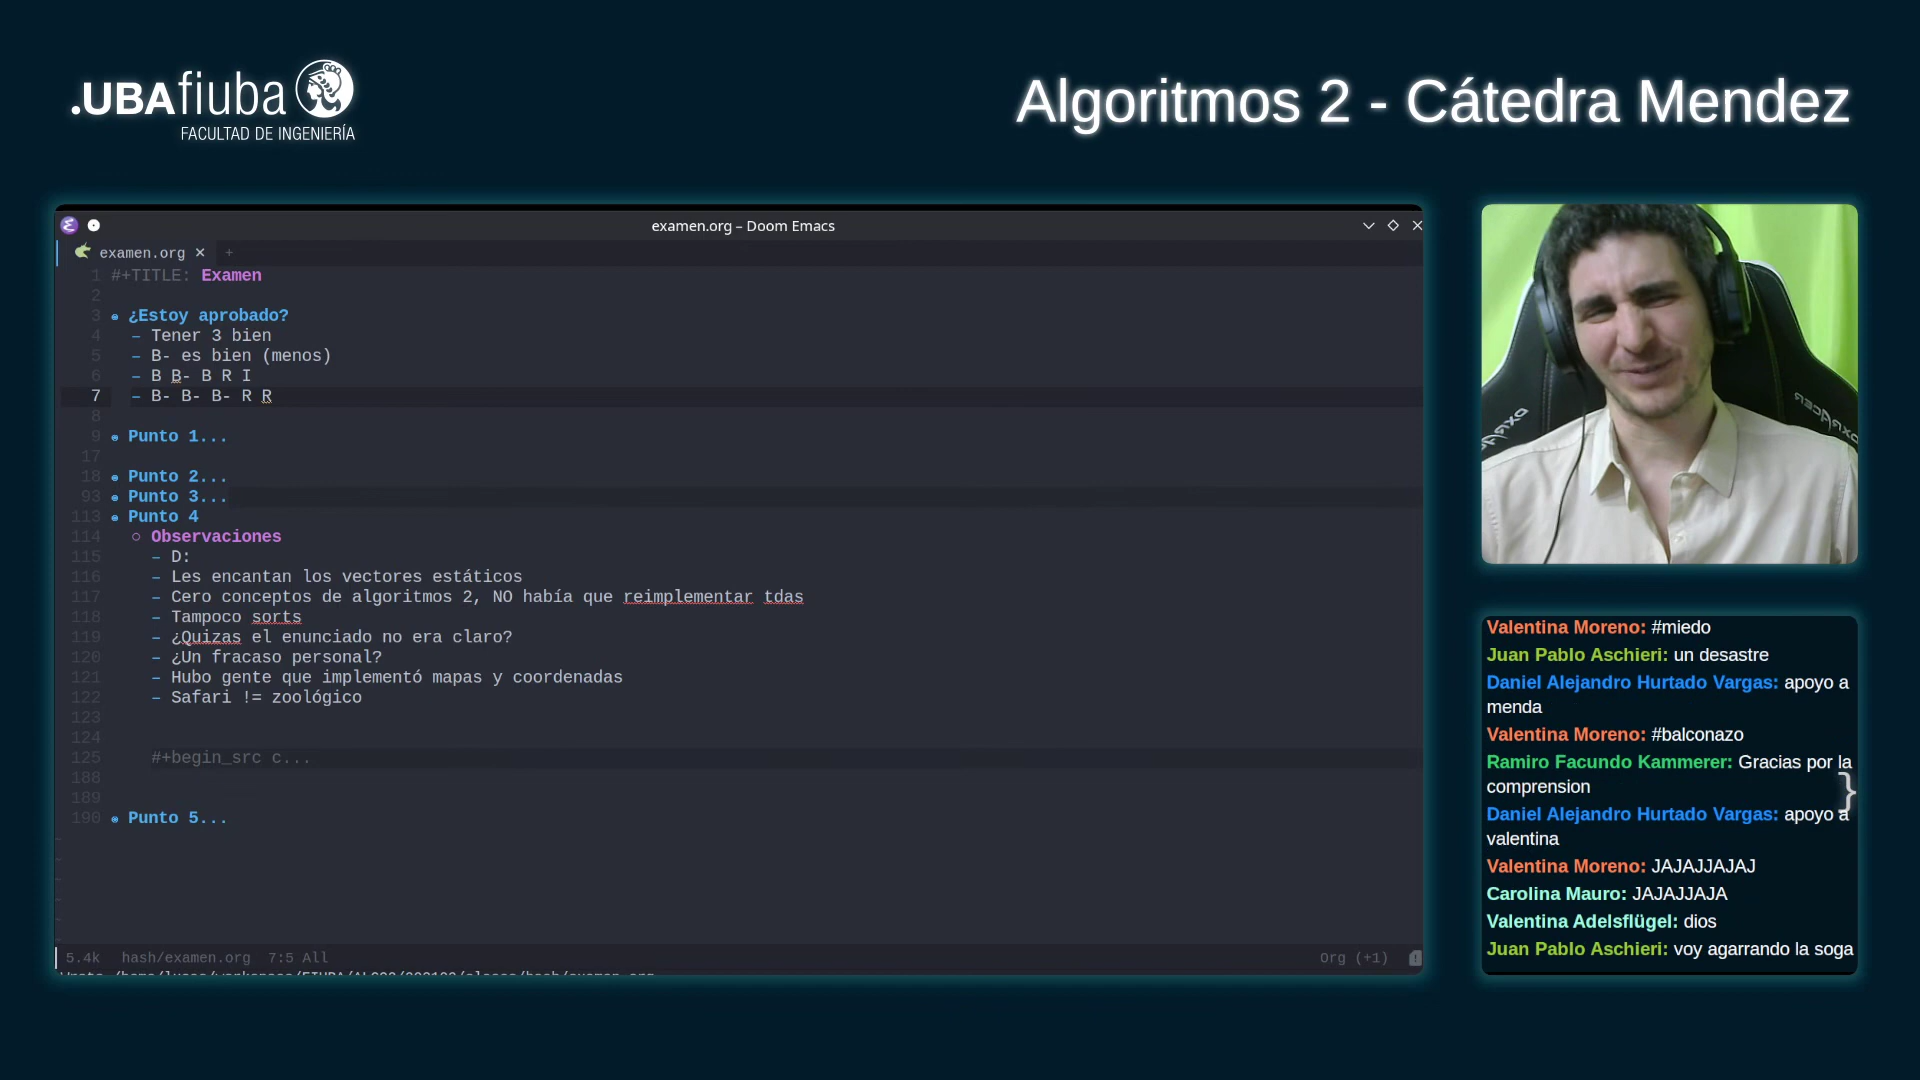 .UBAfiuba
FACULTAD DE INGENIERÍA
Algoritmos 2 - Cátedra Mendez
examen.org – Doom Emacs
examen.org × +
1 #+TITLE: Examen
2
3 ¿Estoy aprobado?
4 – Tener 3 bien
5 – B- es bien (menos)
6 – B B- B R I
7 – B- B- B- R R
8
9 Punto 1...
17
18 Punto 2...
93 Punto 3...
113 Punto 4
114 Observaciones
115 – D:
116 – Les encantan los vectores estáticos
117 – Cero conceptos de algoritmos 2, NO había que reimplementar tdas
118 – Tampoco sorts
119 – ¿Quizas el enunciado no era claro?
120 – ¿Un fracaso personal?
121 – Hubo gente que implementó mapas y coordenadas
122 – Safari != zoológico
123
124
125 #+begin_src c...
188
189
190 Punto 5...
5.4k hash/examen.org 7:5 All Org (+1)
DXRacer
DXRacer
Valentina Moreno: #miedo
Juan Pablo Aschieri: un desastre
Daniel Alejandro Hurtado Vargas: apoyo a
menda
Valentina Moreno: #balconazo
Ramiro Facundo Kammerer: Gracias por la
comprension
}
Daniel Alejandro Hurtado Vargas: apoyo a
valentina
Valentina Moreno: JAJAJJAJAJ
Carolina Mauro: JAJAJJAJA
Valentina Adelsflügel: dios
Juan Pablo Aschieri: voy agarrando la soga